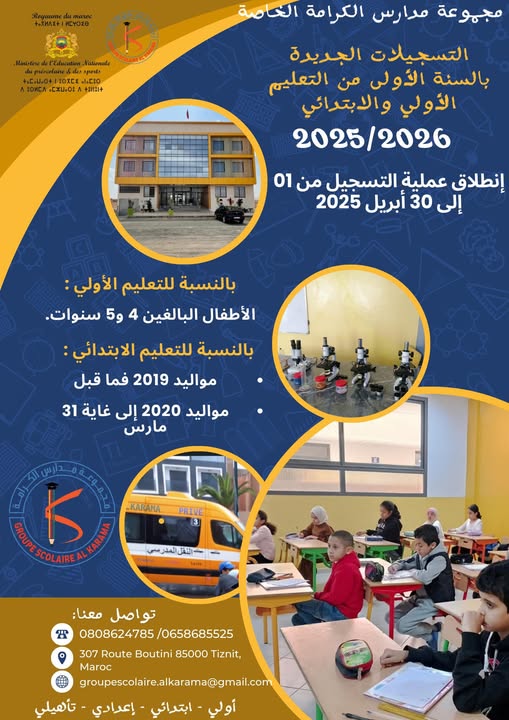 Royaume du maroc
ⵜⴰⴳⵍⴷⵉⵜ ⵏ ⵍⵎⵖⵔⵉⴱ
Ministère de l'Education Nationale
du préscolaire & des sports
مجموعة مدارس الكرامة الخاصة
التسجيلات الجديدة
بالسنة الأولى من التعليم
الأولي والابتدائي
2025/2026
إنطلاق عملية التسجيل من 01
إلى 30 أبريل 2025
بالنسبة للتعليم الأولي :
الأطفال البالغين 4 و5 سنوات.
بالنسبة للتعليم الابتدائي :
• مواليد 2019 فما قبل
• مواليد 2020 إلى غاية 31
مارس
مجموعة مدارس الكرامة
GROUPE SCOLAIRE AL KARAMA
KARAMA PRIVE
النقل المدرسي
تواصل معنا:
0808624785 /0658685525
307 Route Boutini 85000 Tiznit,
Maroc
groupescolaire.alkarama@gmail.com
أولي - ابتدائي - إعدادي - تأهيلي